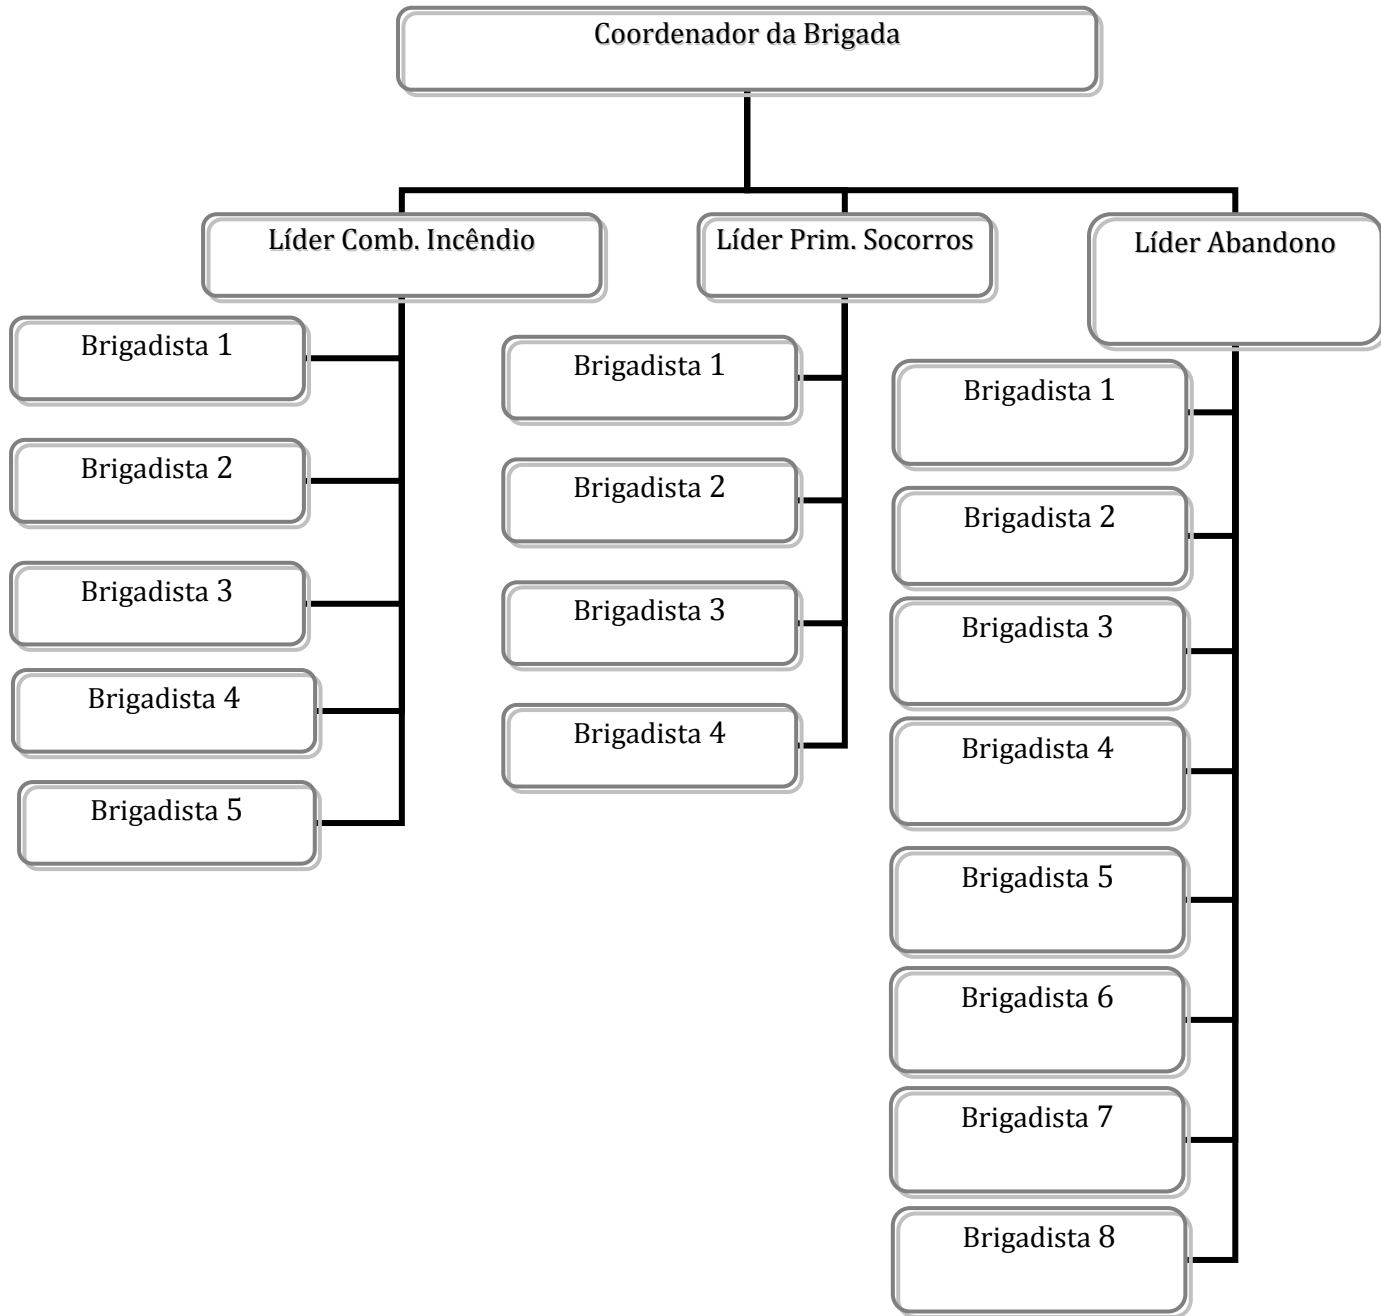 Coordenador da Brigada
Líder Comb. Incêndio
Líder Prim. Socorros
Líder Abandono
Brigadista 1
Brigadista 2
Brigadista 3
Brigadista 4
Brigadista 5
Brigadista 1
Brigadista 2
Brigadista 3
Brigadista 4
Brigadista 1
Brigadista 2
Brigadista 3
Brigadista 4
Brigadista 5
Brigadista 6
Brigadista 7
Brigadista 8